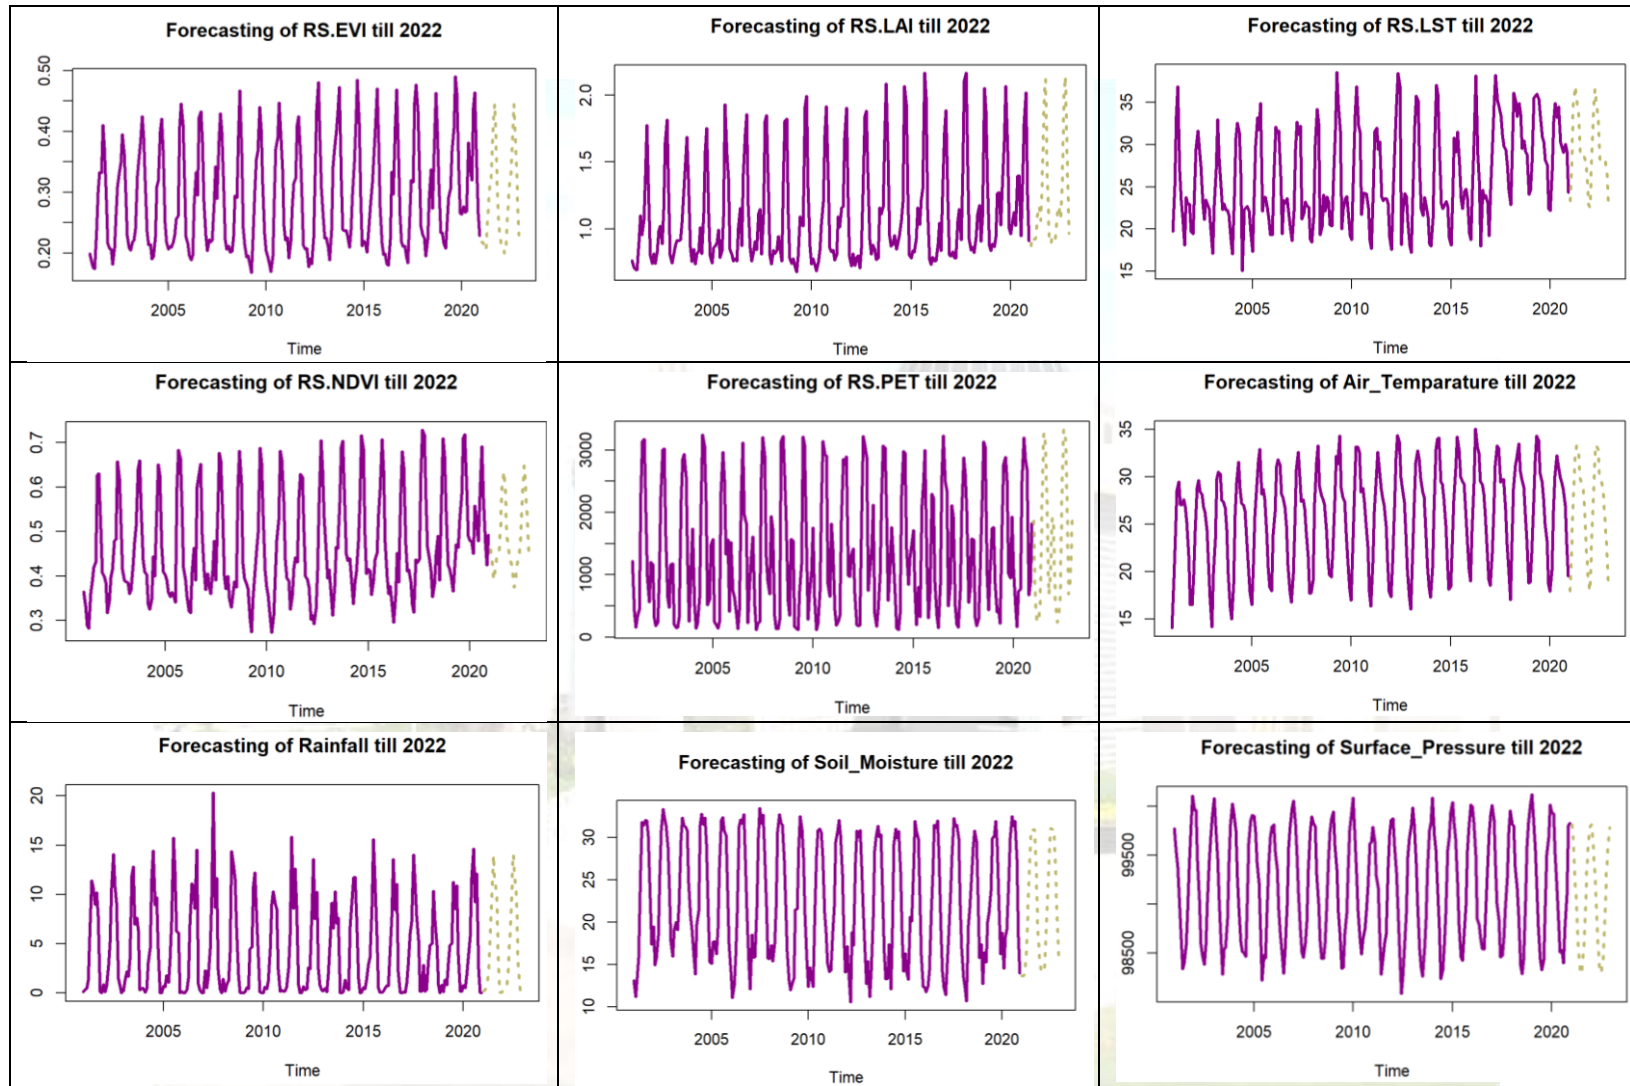 Forecasting of RS.EVI till 2022
0.50
0.40
0.30
0.20
2005 2010 2015 2020
Time
Forecasting of RS.LAI till 2022
2.0
1.5
1.0
2005 2010 2015 2020
Time
Forecasting of RS.LST till 2022
35
30
25
20
15
2005 2010 2015 2020
Time
Forecasting of RS.NDVI till 2022
0.7
0.6
0.5
0.4
0.3
2005 2010 2015 2020
Time
Forecasting of RS.PET till 2022
3000
2000
1000
0
2005 2010 2015 2020
Time
Forecasting of Air_Temparature till 2022
35
30
25
20
15
2005 2010 2015 2020
Time
Forecasting of Rainfall till 2022
20
15
10
5
0
2005 2010 2015 2020
Time
Forecasting of Soil_Moisture till 2022
30
25
20
15
10
2005 2010 2015 2020
Time
Forecasting of Surface_Pressure till 2022
99500
98500
2005 2010 2015 2020
Time